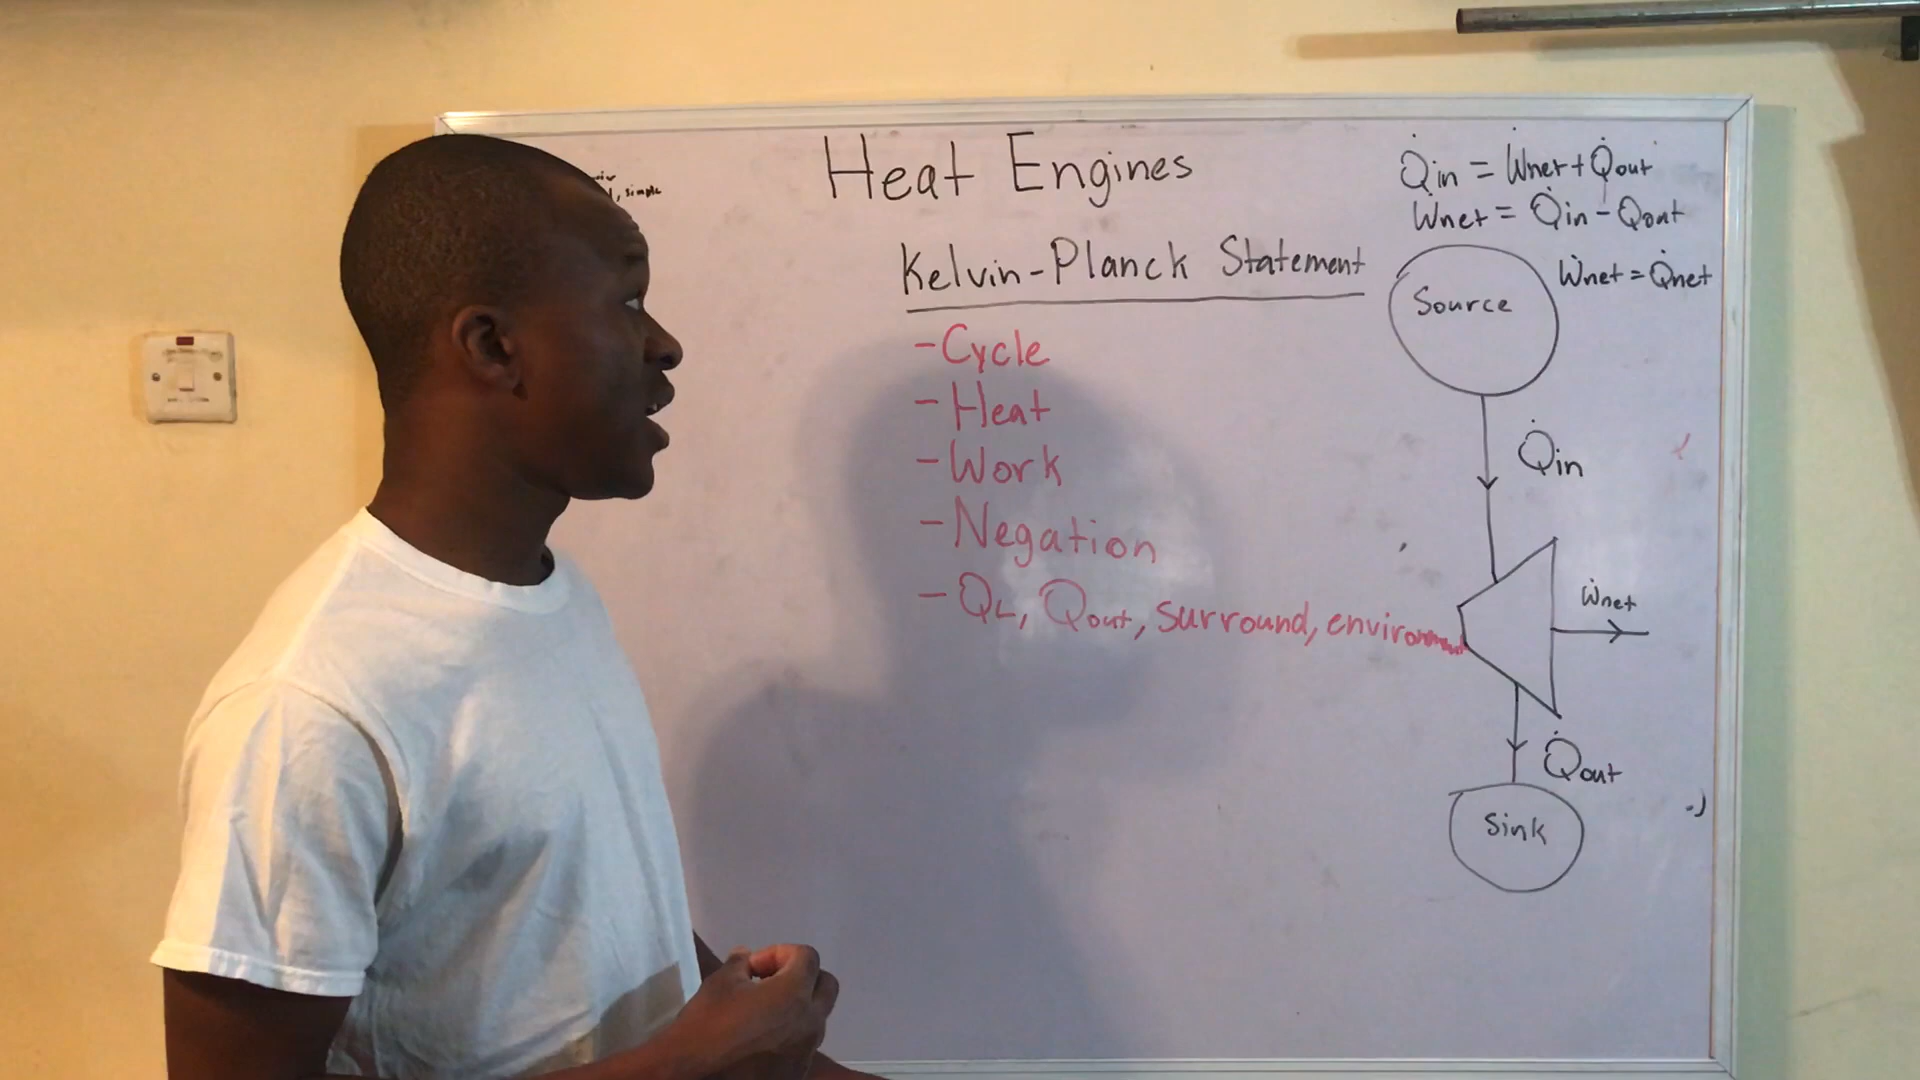 simple
Heat Engines
Kelvin-Planck Statement
- Cycle
- Heat
- Work
- Negation
- QL, Qout, surround, environment
Q̇in = Ẇnet + Q̇out
Ẇnet = Q̇in - Q̇out
Ẇnet = Q̇net
Source
Q̇in
Ẇnet
Q̇out
Sink